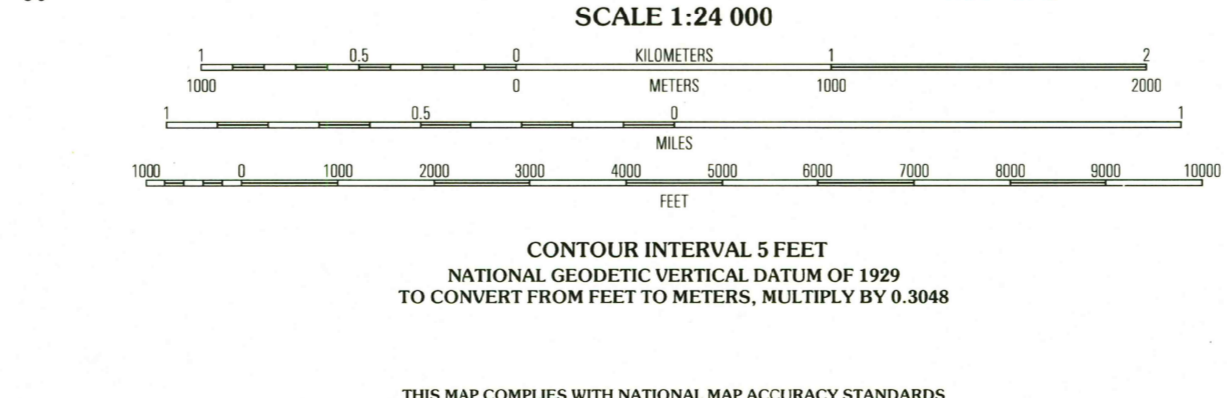 SCALE 1:24 000
1 0.5 0 KILOMETERS 1 2
1000 0 METERS 1000 2000
1 0.5 0 1
MILES
1000 0 1000 2000 3000 4000 5000 6000 7000 8000 9000 10000
FEET
CONTOUR INTERVAL 5 FEET
NATIONAL GEODETIC VERTICAL DATUM OF 1929
TO CONVERT FROM FEET TO METERS, MULTIPLY BY 0.3048
THIS MAP COMPLIES WITH NATIONAL MAP ACCURACY STANDARDS